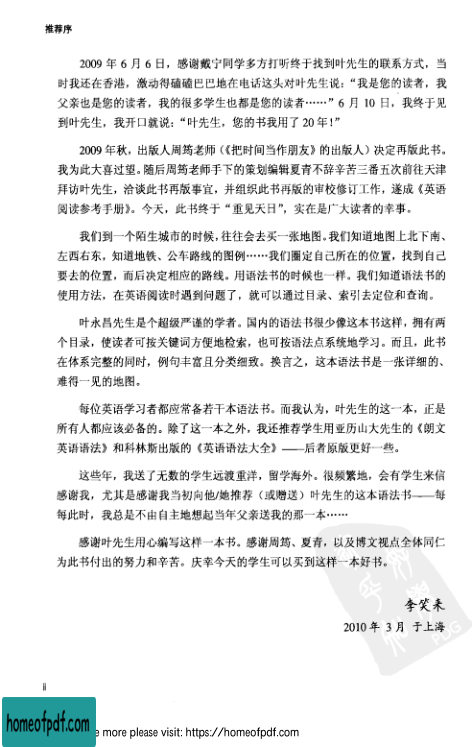 推荐序
2009 年 6 月 6 日，感谢戴宁同学多方打听终于找到叶先生的联系方式，当
时我还在香港，激动得磕磕巴巴地在电话这头对叶先生说：“我是您的读者，我
父亲也是您的读者，我的很多学生也都是您的读者……”6 月 10 日，我终于见
到叶先生，我开口就说：“叶先生，您的书我用了 20 年！”
2009 年秋，出版人周筠老师（《把时间当作朋友》的出版人）决定再版此书。
我为此大喜过望。随后周筠老师手下的策划编辑夏青不辞辛苦三番五次前往天津
拜访叶先生，洽谈此书再版事宜，并组织此书再版的审校修订工作，遂成《英语
阅读参考手册》。今天，此书终于“重见天日”，实在是广大读者的幸事。
我们到一个陌生城市的时候，往往会去买一张地图。我们知道地图上北下南、
左西右东，知道地铁、公车路线的图例……我们圈定自己所在的位置，找到自己
要去的位置，而后决定相应的路线。用语法书的时候也一样。我们知道语法书的
使用方法，在英语阅读时遇到问题了，就可以通过目录、索引去定位和查询。
叶永昌先生是个超级严谨的学者。国内的语法书很少像这本书这样，拥有两
个目录，使读者可按关键词方便地检索，也可按语法点系统地学习。而且，此书
在体系完整的同时，例句丰富且分类细致。换言之，这本语法书是一张详细的、
难得一见的地图。
每位英语学习者都应常备若干本语法书。而我认为，叶先生的这一本，正是
所有人都应该必备的。除了这一本之外，我还推荐学生用亚历山大先生的《朗文
英语语法》和科林斯出版的《英语语法大全》——后者原版更好一些。
这些年，我送了无数的学生远渡重洋，留学海外。很频繁地，会有学生来信
感谢我，尤其是感谢我当初向他/她推荐（或赠送）叶先生的这本语法书——每
每此时，我总是不由自主地想起当年父亲送我的那一本……
感谢叶先生用心编写这样一本书。感谢周筠、夏青，以及博文视点全体同仁
为此书付出的努力和辛苦。庆幸今天的学生可以买到这样一本好书。
李笑来
2010 年 3 月 于上海
PDG
ii
homeofpdf.com
e more please visit: https://homeofpdf.com